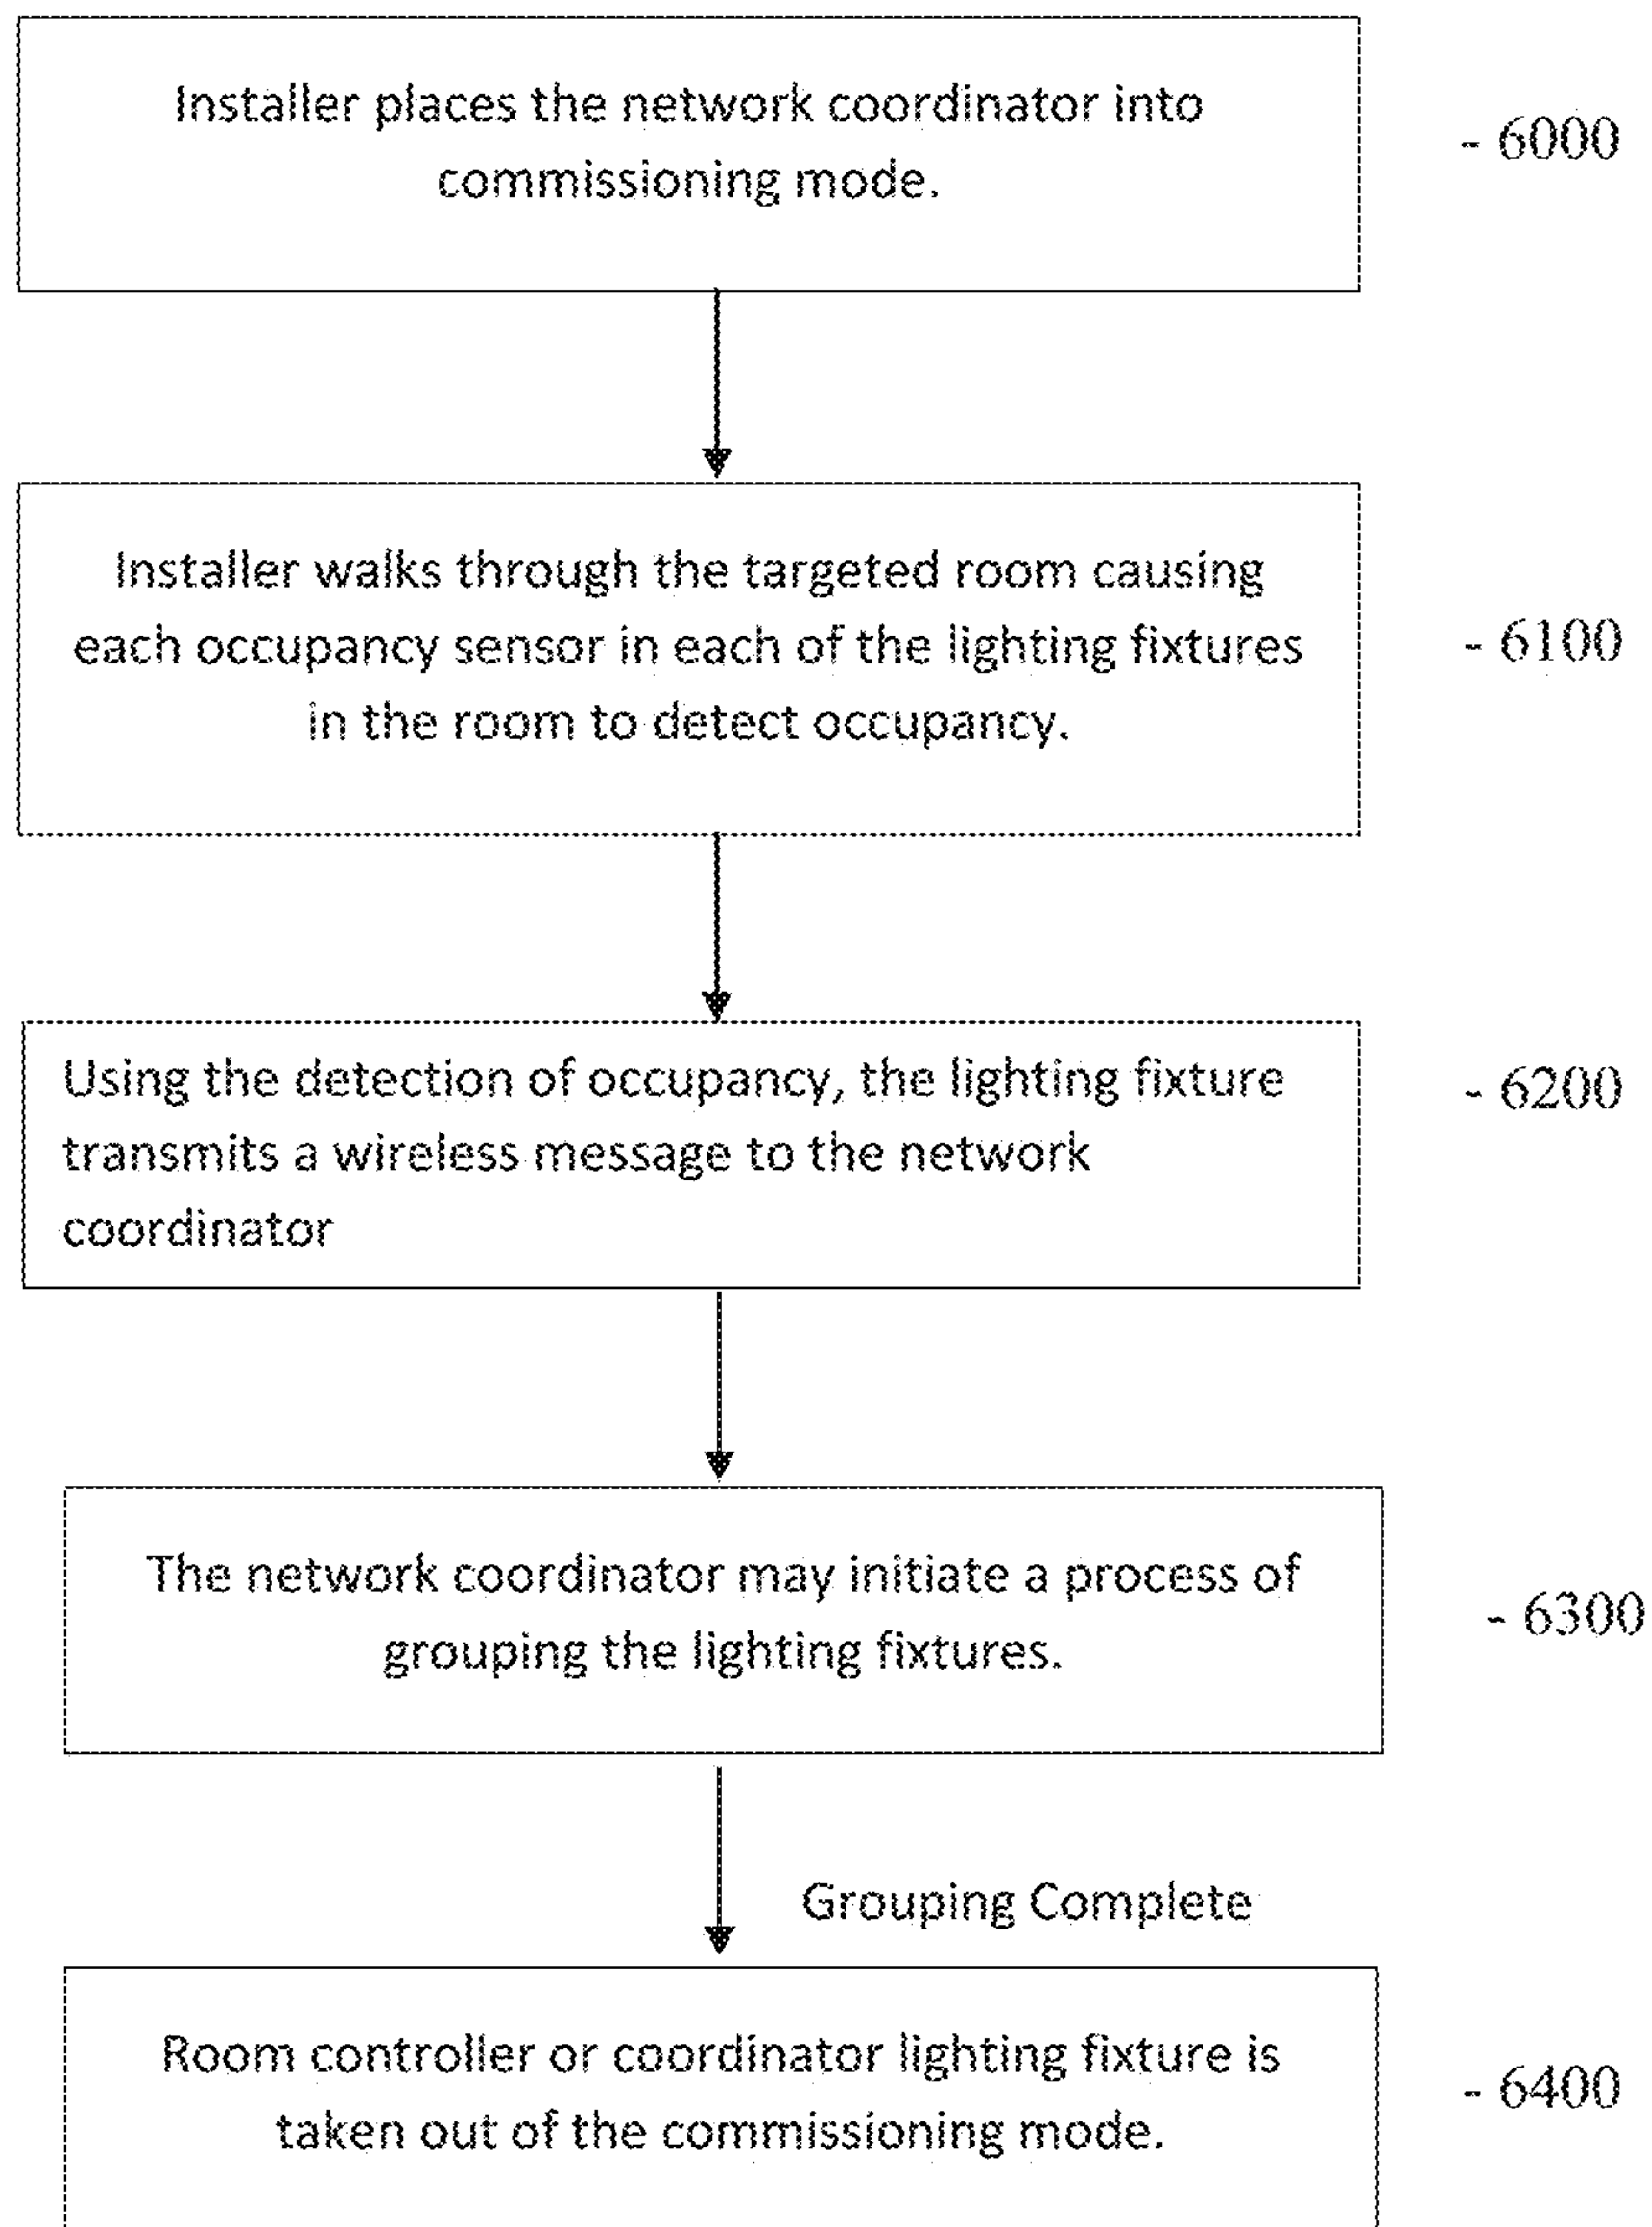 Installer places the network coordinator into
commissioning mode.
- 6000
Installer walks through the targeted room causing
each occupancy sensor in each of the lighting fixtures
in the room to detect occupancy.
- 6100
Using the detection of occupancy, the lighting fixture
transmits a wireless message to the network
coordinator
- 6200
The network coordinator may initiate a process of
grouping the lighting fixtures.
- 6300
Grouping Complete
Room controller or coordinator lighting fixture is
taken out of the commissioning mode.
- 6400